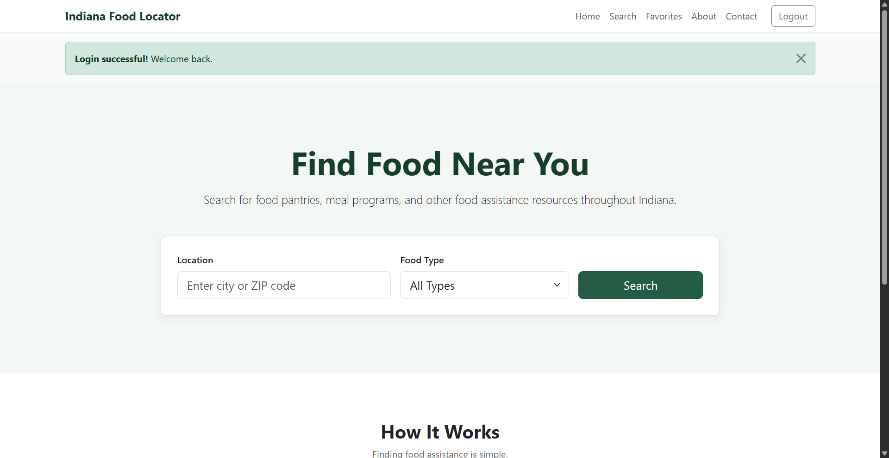 Indiana Food Locator Home Search Favorites About Contact Logout
Login successful! Welcome back.
Find Food Near You
Search for food pantries, meal programs, and other food assistance resources throughout Indiana.
Location Food Type
Enter city or ZIP code All Types Search
How It Works
Finding food assistance is simple.